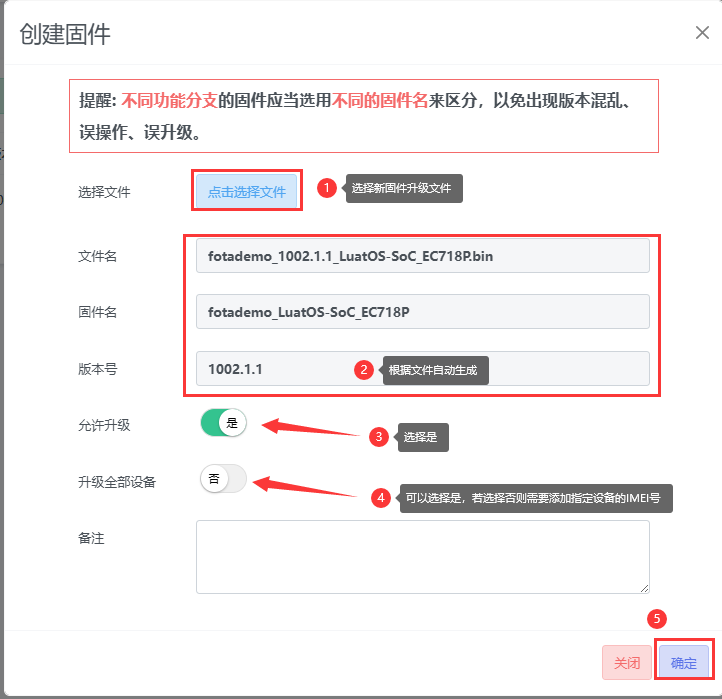 创建固件
提醒: 不同功能分支的固件应当选用不同的固件名来区分，以免出现版本混乱、
误操作、误升级。
选择文件
点击选择文件
1
选择新固件升级文件
文件名
fotademo_1002.1.1_LuatOS-SoC_EC718P.bin
固件名
fotademo_LuatOS-SoC_EC718P
版本号
1002.1.1
2
根据文件自动生成
允许升级
是
3
选择是
升级全部设备
否
4
可以选择是，若选择否则需要添加指定设备的IMEI号
备注
5
关闭
确定